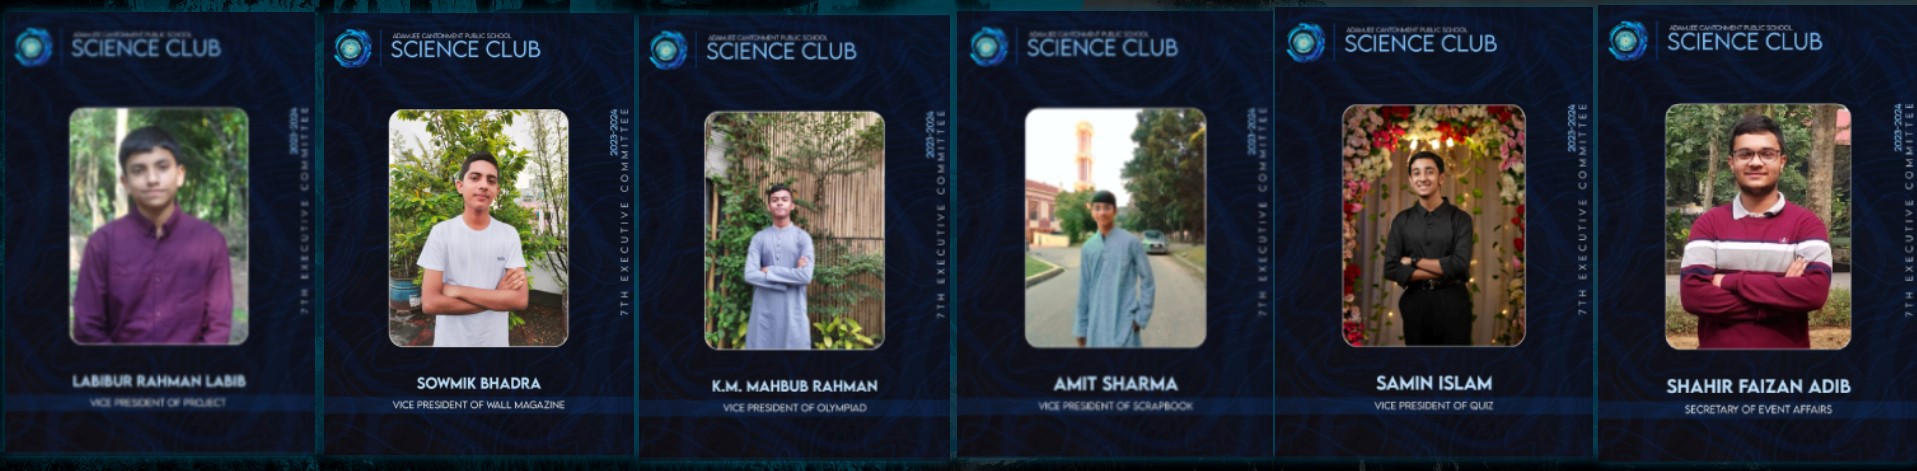 ADAMJEE CANTONMENT PUBLIC SCHOOL
SCIENCE CLUB
2023-2024
7TH EXECUTIVE COMMITTEE
LABIBUR RAHMAN LABIB
VICE PRESIDENT OF PROJECT
ADAMJEE CANTONMENT PUBLIC SCHOOL
SCIENCE CLUB
2023-2024
7TH EXECUTIVE COMMITTEE
SOWMIK BHADRA
VICE PRESIDENT OF WALL MAGAZINE
ADAMJEE CANTONMENT PUBLIC SCHOOL
SCIENCE CLUB
2023-2024
7TH EXECUTIVE COMMITTEE
K.M. MAHBUB RAHMAN
VICE PRESIDENT OF OLYMPIAD
ADAMJEE CANTONMENT PUBLIC SCHOOL
SCIENCE CLUB
2023-2024
7TH EXECUTIVE COMMITTEE
AMIT SHARMA
VICE PRESIDENT OF SCRAPBOOK
ADAMJEE CANTONMENT PUBLIC SCHOOL
SCIENCE CLUB
2023-2024
7TH EXECUTIVE COMMITTEE
SAMIN ISLAM
VICE PRESIDENT OF QUIZ
ADAMJEE CANTONMENT PUBLIC SCHOOL
SCIENCE CLUB
2023-2024
7TH EXECUTIVE COMMITTEE
SHAHIR FAIZAN ADIB
SECRETARY OF EVENT AFFAIRS